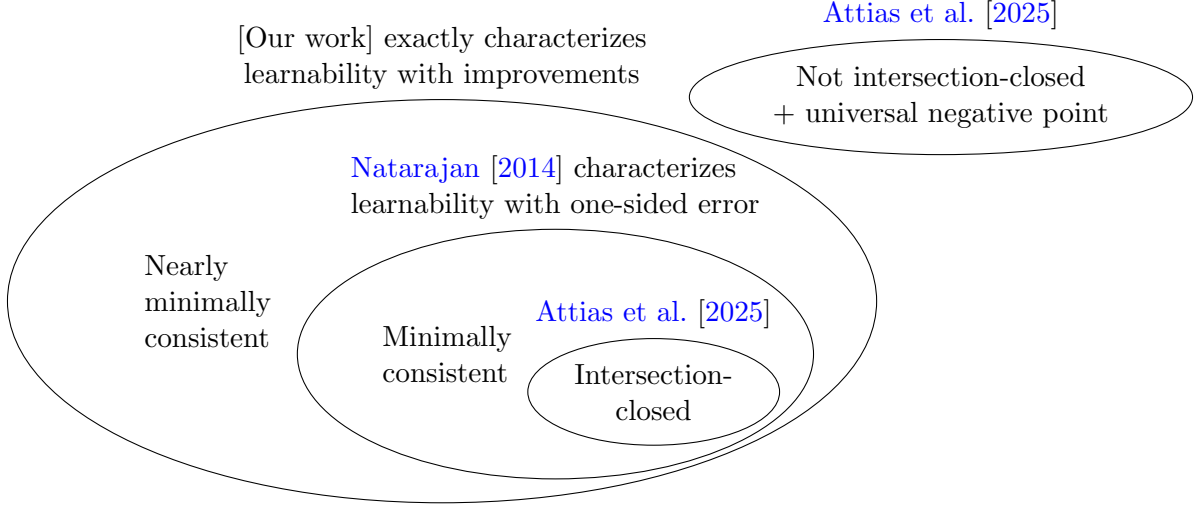 Attias et al. [2025]
[Our work] exactly characterizes
learnability with improvements
Not intersection-closed
+ universal negative point
Natarajan [2014] characterizes
learnability with one-sided error
Nearly
minimally
consistent
Attias et al. [2025]
Minimally
consistent
Intersection-
closed